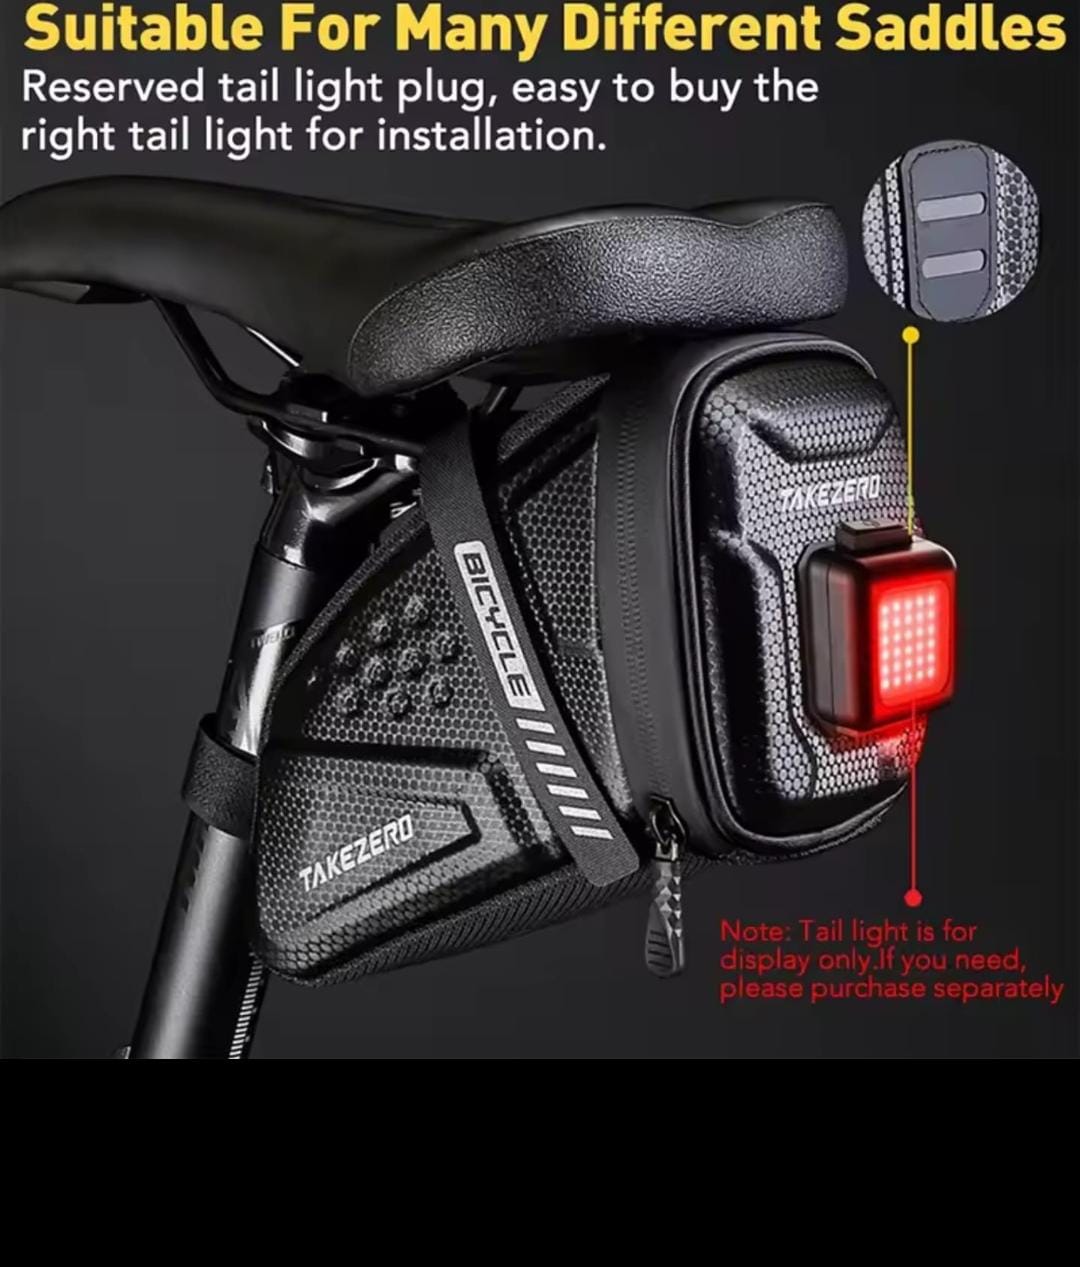 Suitable For Many Different Saddles
Reserved tail light plug, easy to buy the
right tail light for installation.
TAKEZERO
BICYCLE
TAKEZERO
Note: Tail light is for
display only.If you need,
please purchase separately